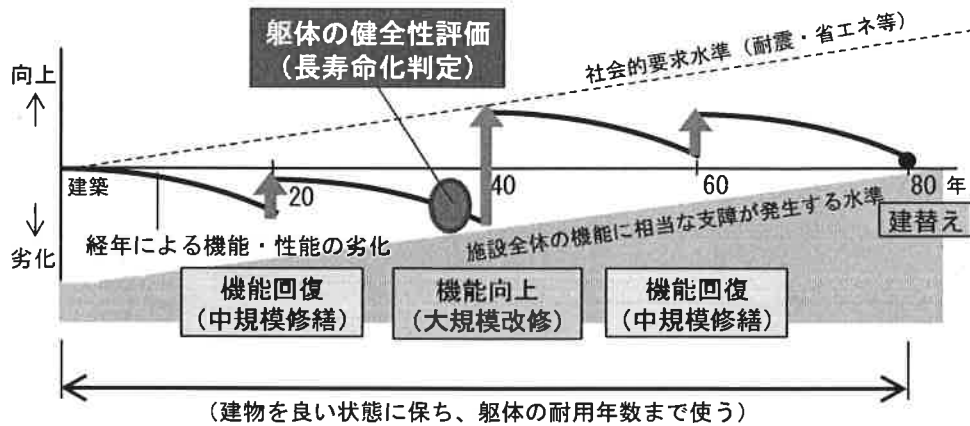 躯体の健全性評価
(長寿命化判定)
社会的要求水準(耐震・省エネ等)
向上
建築
20
40
60
80 年
劣化
経年による機能・性能の劣化
施設全体の機能に相当な支障が発生する水準
建替え
機能回復
(中規模修繕)
機能向上
(大規模改修)
機能回復
(中規模修繕)
(建物を良い状態に保ち、躯体の耐用年数まで使う)